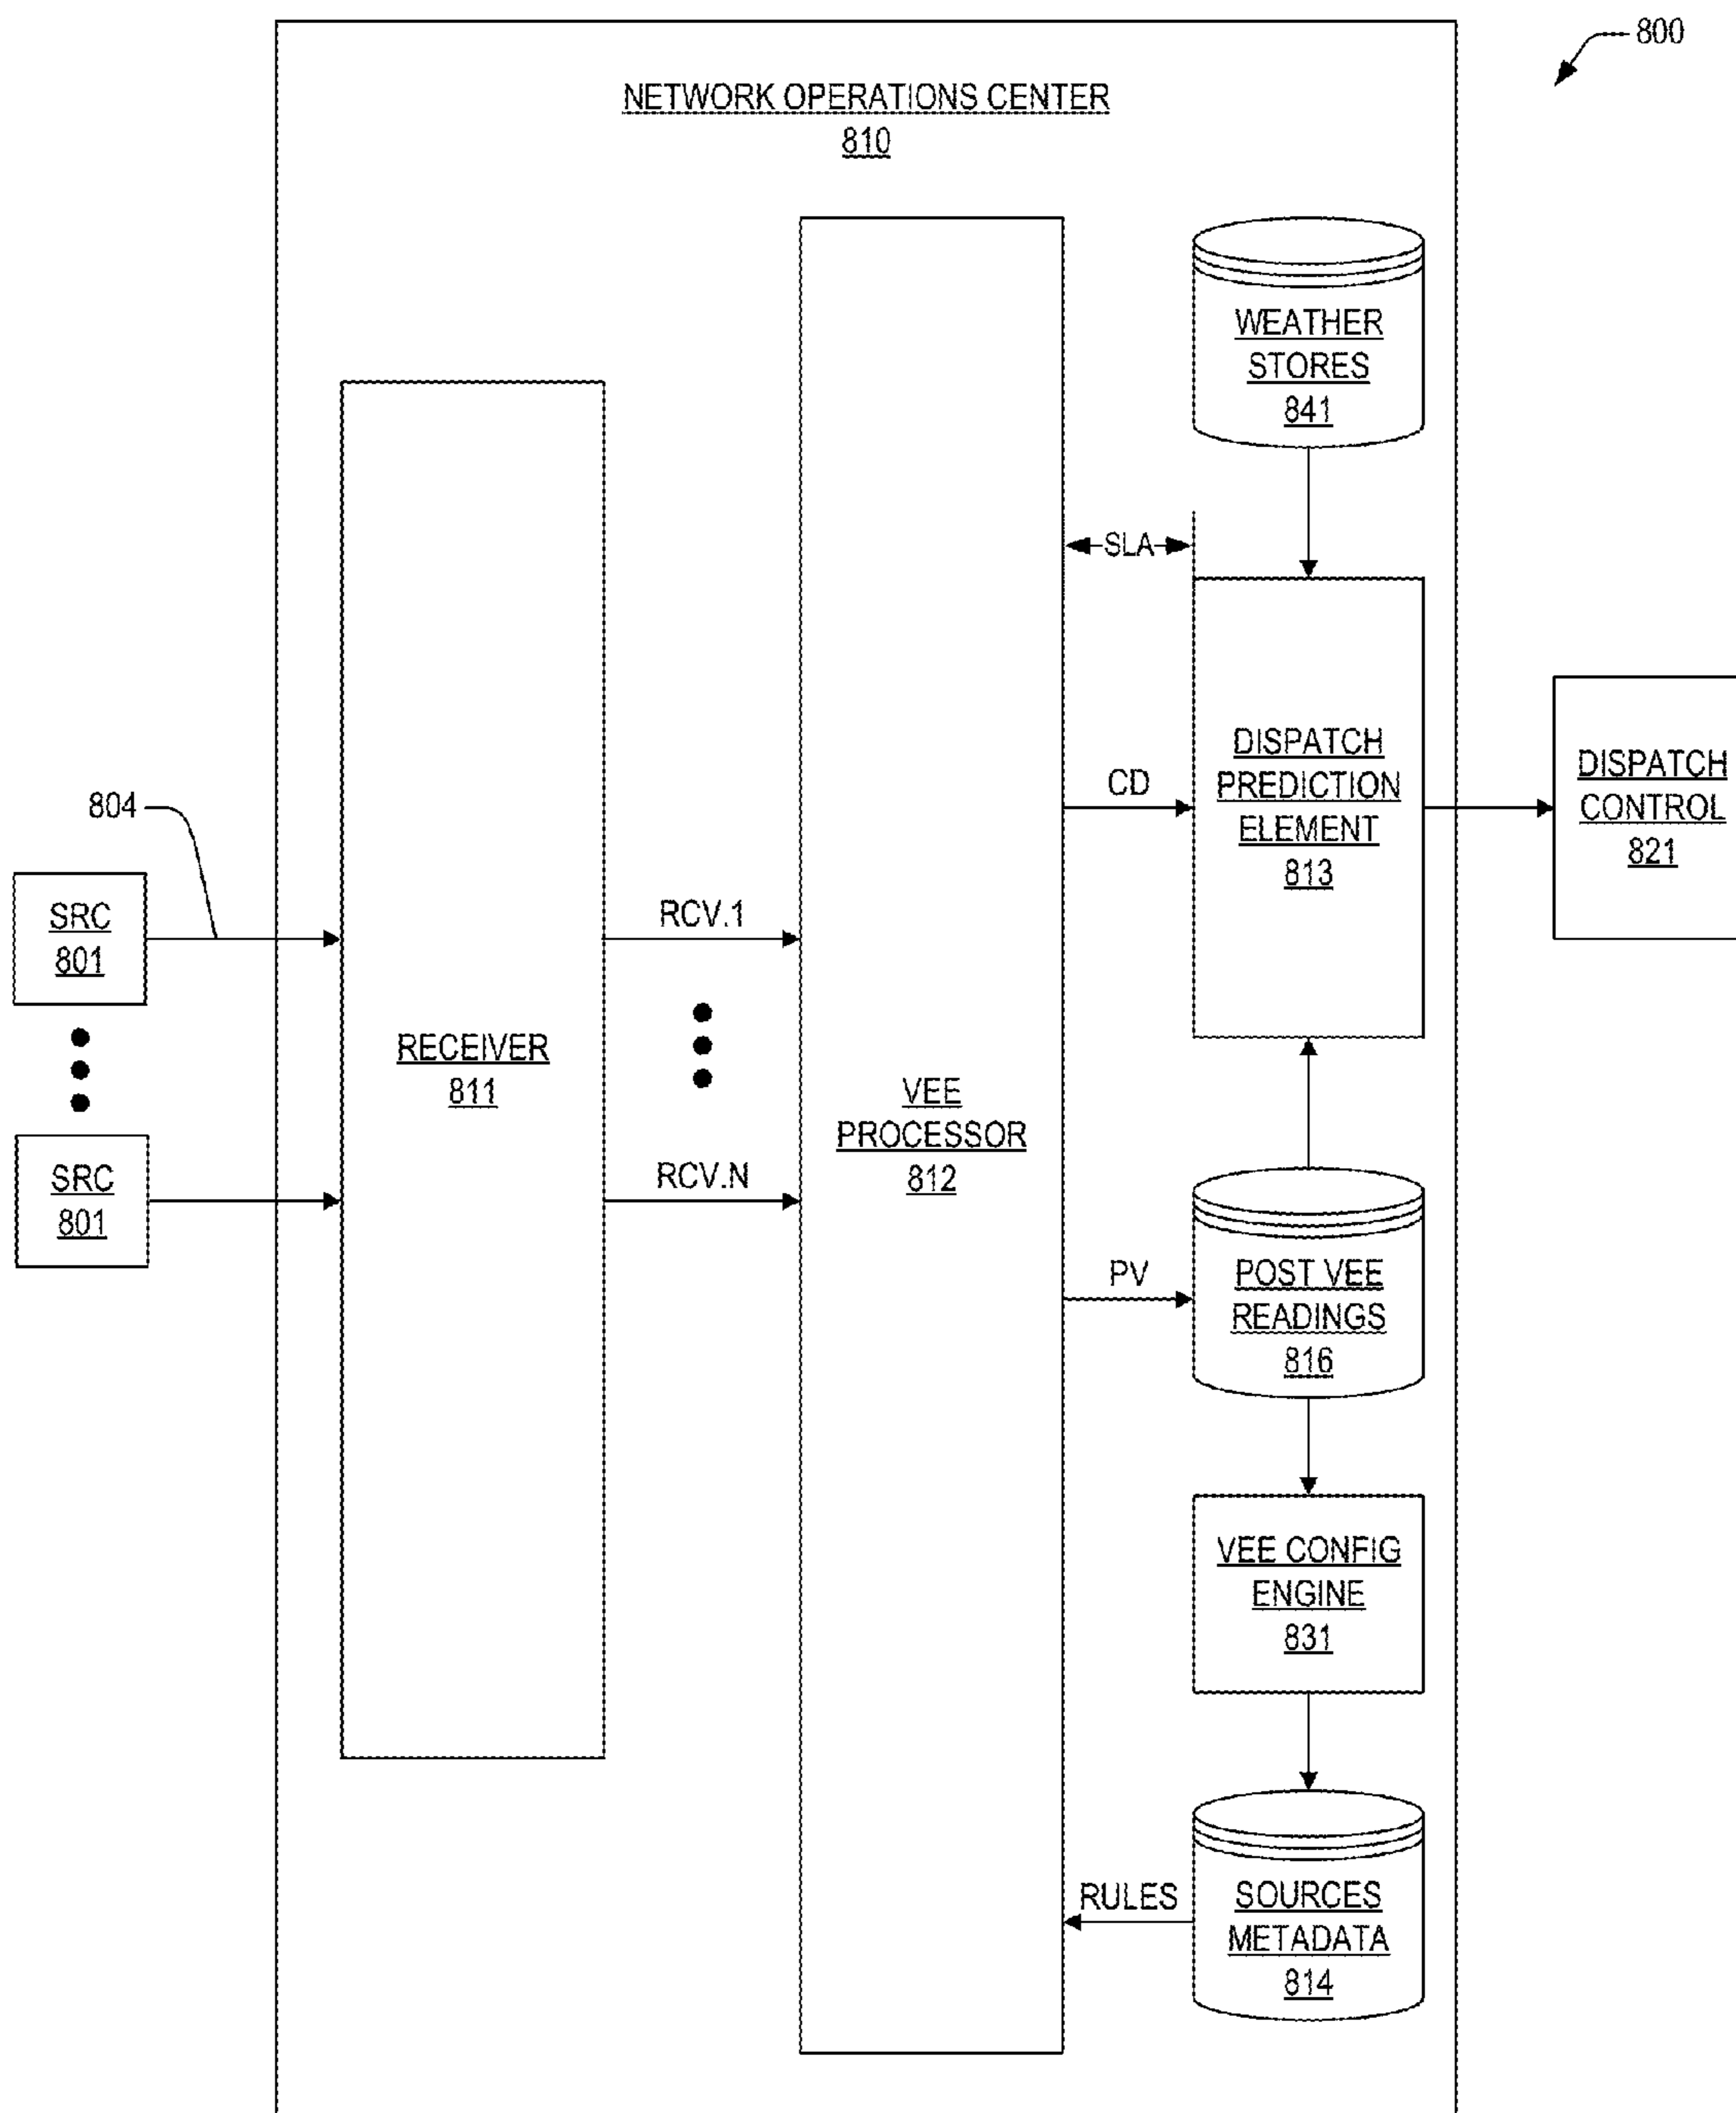 800
NETWORK OPERATIONS CENTER
810
WEATHER
STORES
841
SLA
DISPATCH
PREDICTION
ELEMENT
813
CD
DISPATCH
CONTROL
821
804
SRC
801
RCV.1
RECEIVER
811
VEE
PROCESSOR
812
SRC
801
RCV.N
PV
POST VEE
READINGS
816
VEE CONFIG
ENGINE
831
RULES
SOURCES
METADATA
814